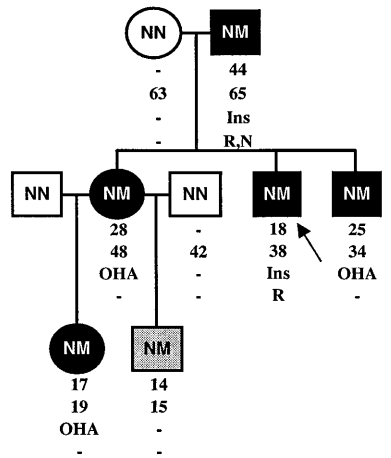 NN NM
- 44
63 65
- Ins
- R,N
NN NM NN NM NM
28 - 18 25
48 42 38 34
OHA - Ins OHA
- - R -
NM NM
17 14
19 15
OHA -
- -